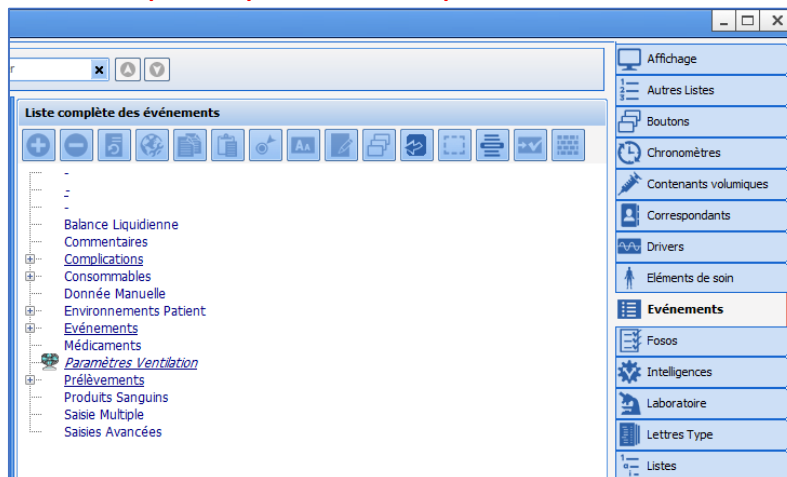 r
Liste complète des événements
-
-
-
Balance Liquidienne
Commentaires
Complications
Consommables
Donnée Manuelle
Environnements Patient
Evénements
Médicaments
Paramètres Ventilation
Prélèvements
Produits Sanguins
Saisie Multiple
Saisies Avancées
Affichage
Autres Listes
Boutons
Chronomètres
Contenants volumiques
Correspondants
Drivers
Eléments de soin
Evénements
Fosos
Intelligences
Laboratoire
Lettres Type
Listes